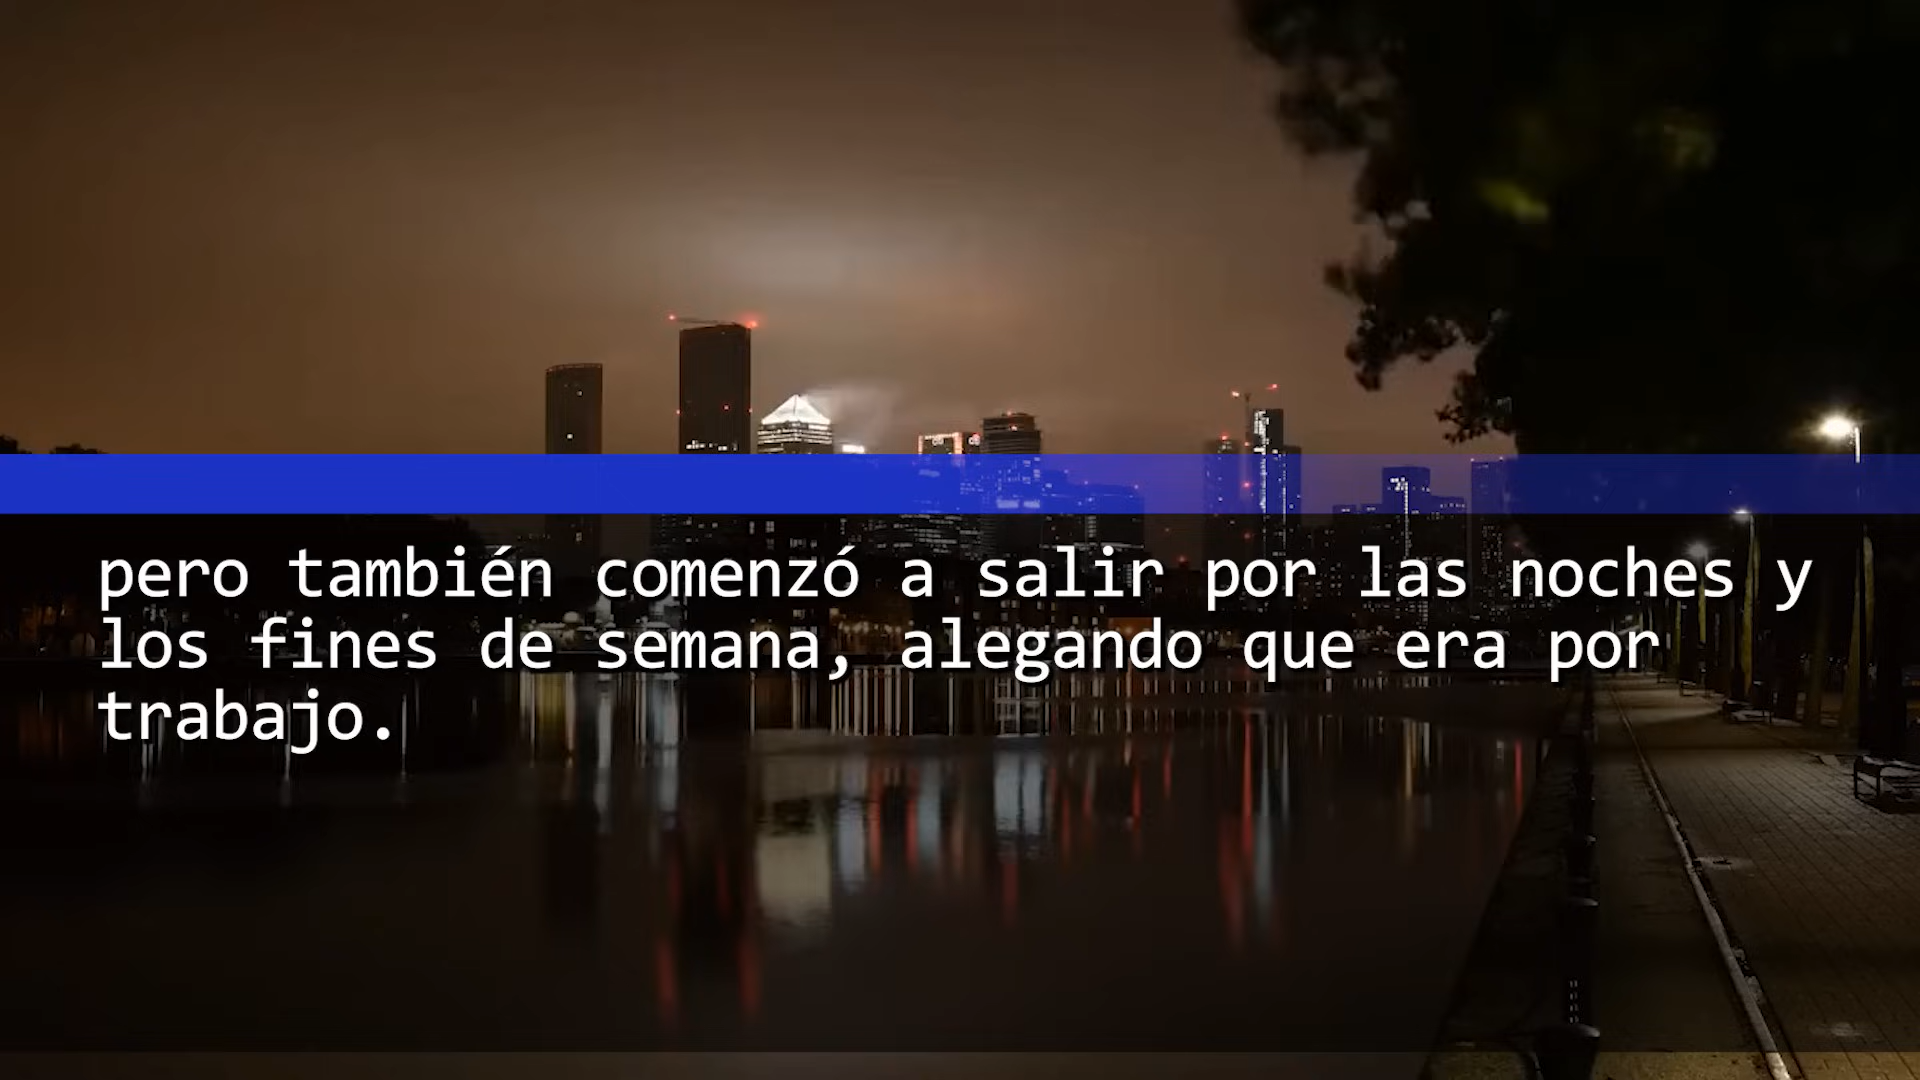 pero también comenzó a salir por las noches y
los fines de semana, alegando que era por
trabajo.